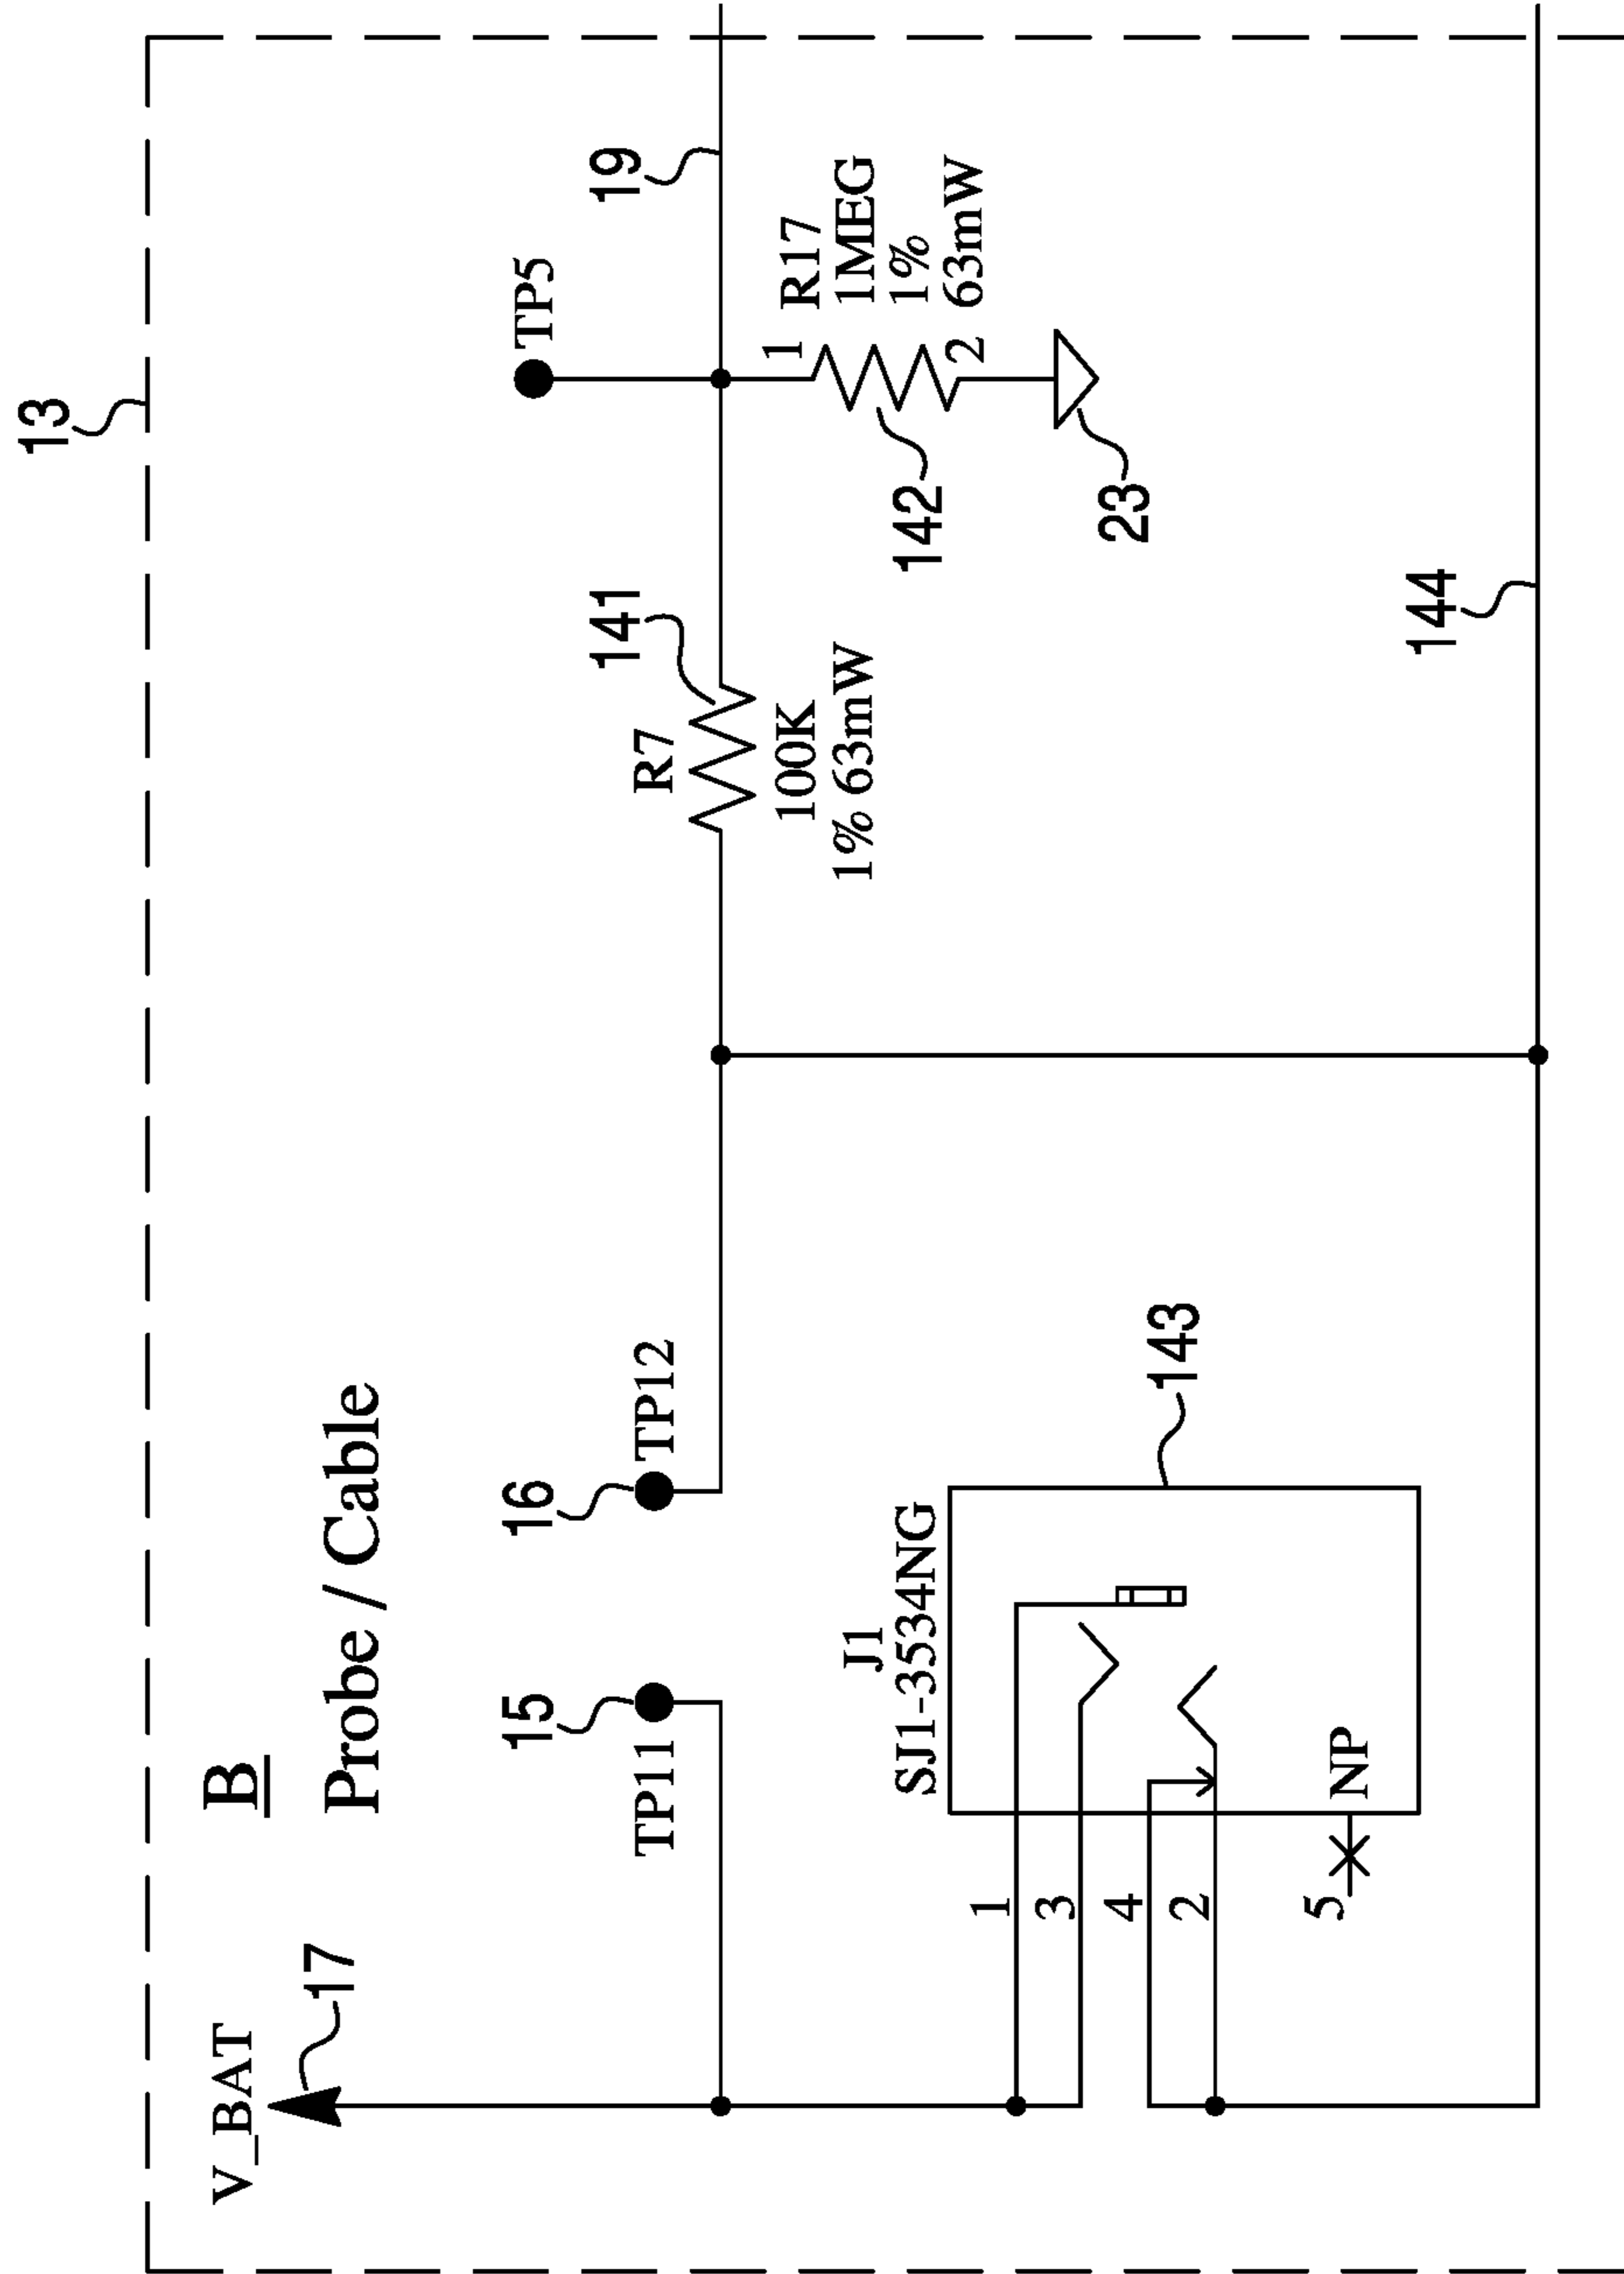 13
B
Probe / Cable
V_BAT
17
15
TP11
16
TP12
R7
141
100K
1% 63mW
TP5
19
1
R17
1MEG
1%
63mW
2
142
23
J1
SJ1-3534NG
1
3
4
2
5
NP
143
144